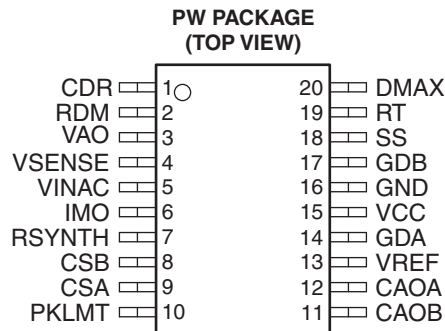 PW PACKAGE
(TOP VIEW)
CDR 1 20 DMAX
RDM 2 19 RT
VAO 3 18 SS
VSENSE 4 17 GDB
VINAC 5 16 GND
IMO 6 15 VCC
RSYNTH 7 14 GDA
CSB 8 13 VREF
CSA 9 12 CAOA
PKLMT 10 11 CAOB